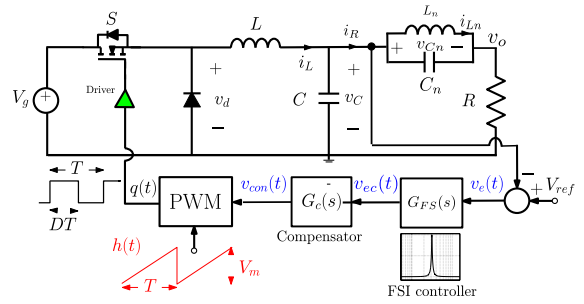 S
L
i_R
L_n
i_{Ln}
+ v_{Cn} −
v_o
C_n
Driver
i_L
V_g
+
+
v_d
−
C
+
v_C
−
R
T
DT
q(t)
PWM
v_{con}(t)
G_c(s)
-
Compensator
v_{ec}(t)
G_{FS}(s)
v_e(t)
−
+
V_{ref}
h(t)
T
V_m
FSI controller